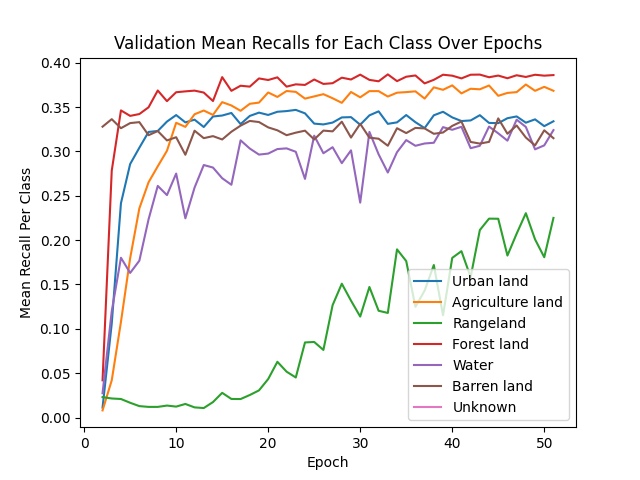 Validation Mean Recalls for Each Class Over Epochs
Mean Recall Per Class
0.40
0.35
0.30
0.25
0.20
0.15
0.10
0.05
0.00
Urban land
Agriculture land
Rangeland
Forest land
Water
Barren land
Unknown
0
10
20
30
40
50
Epoch